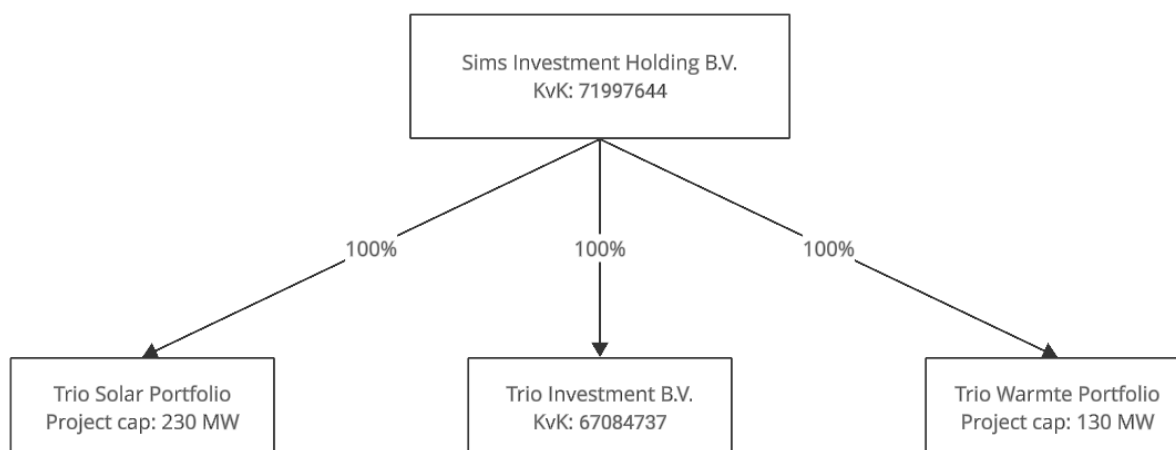 Sims Investment Holding B.V.
KvK: 71997644
100%
100%
100%
Trio Solar Portfolio
Project cap: 230 MW
Trio Investment B.V.
KvK: 67084737
Trio Warmte Portfolio
Project cap: 130 MW